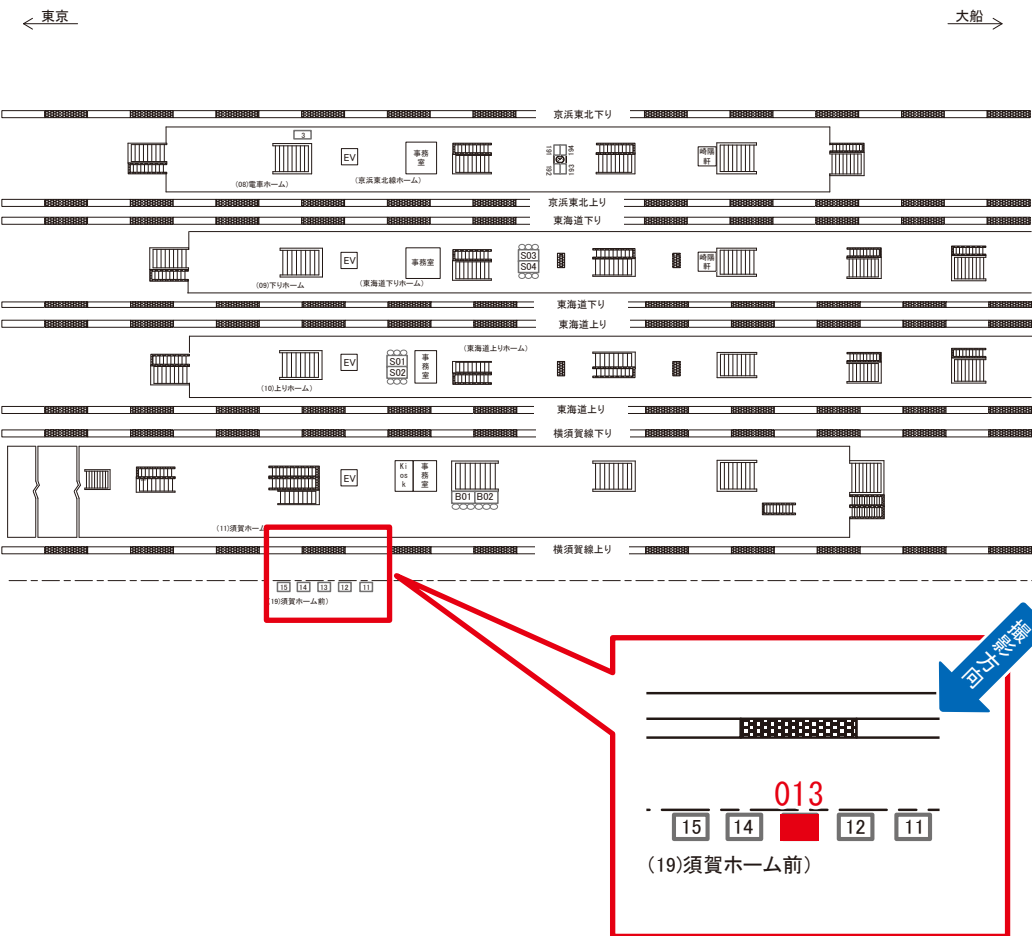 東京
大船
京浜東北下り
3
EV
事務室
191
194
192
193
崎陽軒
(08)電車ホーム)
(京浜東北線ホーム)
京浜東北上り
東海道下り
EV
事務室
S03
S04
崎陽軒
(09)下りホーム
(東海道下りホーム)
東海道下り
東海道上り
(東海道上りホーム)
EV
S01
S02
事務室
(10)上りホーム)
東海道上り
横須賀線下り
EV
Kiosk
事務室
B01 B02
(11)須賀ホーム
横須賀線上り
15 14 13 12 11
(19)須賀ホーム前)
撮影方向
013
15 14 12 11
(19)須賀ホーム前)